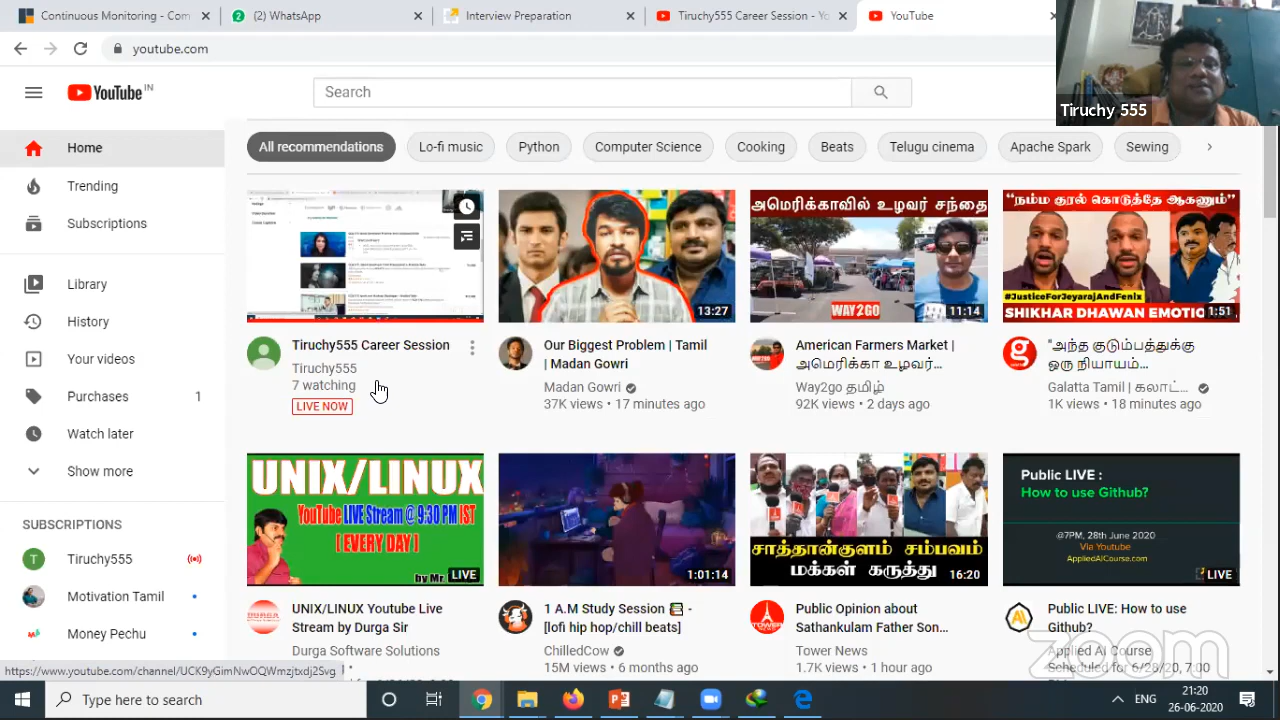 Continuous Monitoring - Com
(2) WhatsApp
Interview Preparation
Tiruchy555 Career Session - Yo
YouTube
youtube.com
YouTube IN
Search
Tiruchy 555
Home
Trending
Subscriptions
Library
History
Your videos
Purchases 1
Watch later
Show more
SUBSCRIPTIONS
Tiruchy555
Motivation Tamil
Money Pechu
All recommendations
Lo-fi music
Python
Computer Science
Cooking
Beats
Telugu cinema
Apache Spark
Sewing
Tiruchy555 Career Session
Tiruchy555
7 watching
LIVE NOW
13:27
Our Biggest Problem | Tamil
| Madan Gowri
Madan Gowri
37K views • 17 minutes ago
அமெரிக்காவில் உழவர் சந்தை
WAY2GO
11:14
American Farmers Market |
அமெரிக்கா உழவர்...
Way2go தமிழ்
92K views • 2 days ago
"நம்ம குரல் கொடுத்தே ஆகணும்"
#JusticeForJeyarajAndFenix
SHIKHAR DHAWAN EMOTIO
1:51
"அந்த குடும்பத்துக்கு
ஒரு நியாயம்...
Galatta Tamil | கலாட்...
1K views • 18 minutes ago
UNIX/LINUX
YouTube LIVE Stream @ 9:30 PM IST
[ EVERY DAY ]
by Mr.
LIVE
UNIX/LINUX Youtube Live
Stream by Durga Sir
Durga Software Solutions
1:01:14
1 A.M Study Session
[lofi hip hop/chill beats]
ChilledCow
15M views • 6 months ago
சாத்தான்குளம் சம்பவம்
மக்கள் கருத்து
16:20
Public Opinion about
Sathankulam Father Son...
Tower News
1.7K views • 1 hour ago
Public LIVE :
How to use Github?
@7PM, 28th June 2020
Via Youtube
AppliedAICourse.com
LIVE
Public LIVE: How to use
Github?
Applied AI Course
Scheduled for 6/28/20, 7:00
zoom
https://www.youtube.com/channel/UCK9yGimNwOQWmzjtxdj2Svg
Type here to search
ENG
21:20
26-06-2020